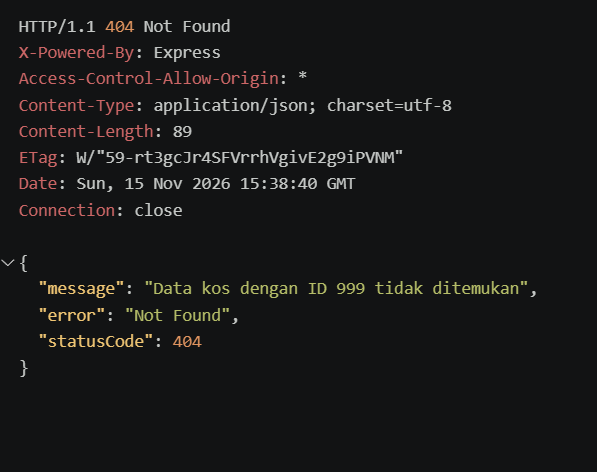 HTTP/1.1 404 Not Found
X-Powered-By: Express
Access-Control-Allow-Origin: *
Content-Type: application/json; charset=utf-8
Content-Length: 89
ETag: W/"59-rt3gcJr4SFVrrhVgivE2g9iPVNM"
Date: Sun, 15 Nov 2026 15:38:40 GMT
Connection: close
{
"message": "Data kos dengan ID 999 tidak ditemukan",
"error": "Not Found",
"statusCode": 404
}